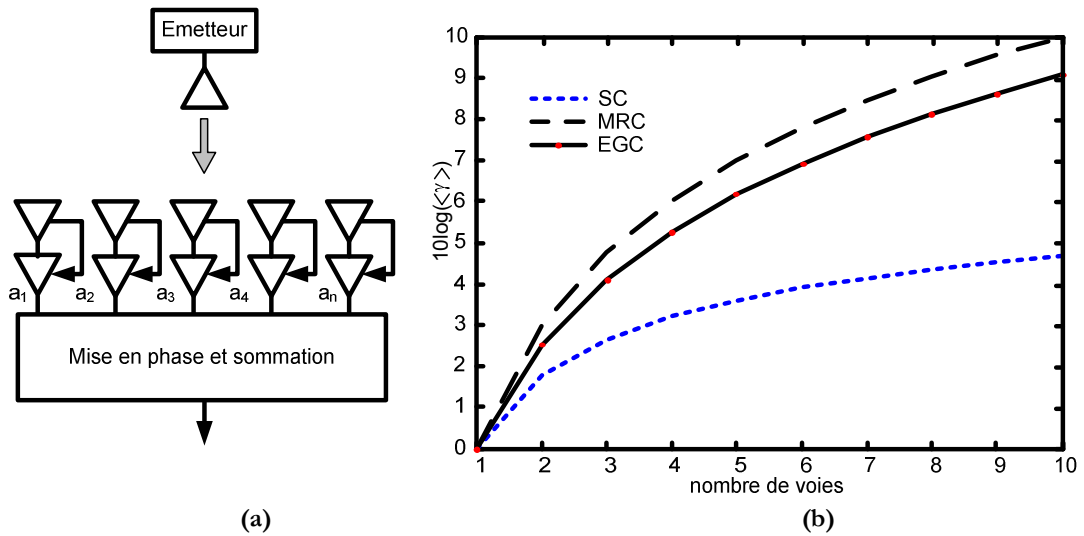 Emetteur
a1 a2 a3 a4 an
Mise en phase et sommation
(a)
10log(<γ>)
10
9
8
7
6
5
4
3
2
1
0
SC
MRC
EGC
1 2 3 4 5 6 7 8 9 10
nombre de voies
(b)